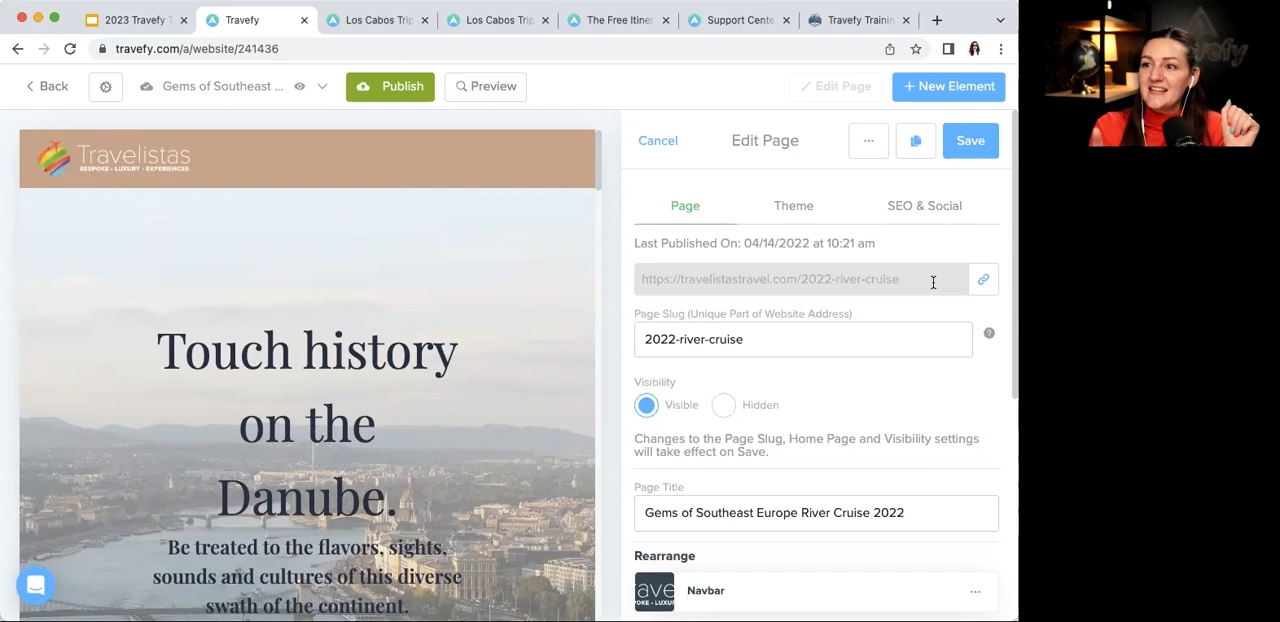 2023 Travefy T
Travefy
Los Cabos Trip
Los Cabos Trip
The Free Itiner
Support Cente
Travefy Trainin
travefy.com/a/website/241436
Back
Gems of Southeast ...
Publish
Preview
Edit Page
+ New Element
Travelistas
BESPOKE • LUXURY • EXPERIENCES
Touch history
on the
Danube.
Be treated to the flavors, sights,
sounds and cultures of this diverse
swath of the continent.
Cancel
Edit Page
Save
Page
Theme
SEO & Social
Last Published On: 04/14/2022 at 10:21 am
https://travelistastravel.com/2022-river-cruise
Page Slug (Unique Part of Website Address)
2022-river-cruise
Visibility
Visible
Hidden
Changes to the Page Slug, Home Page and Visibility settings
will take effect on Save.
Page Title
Gems of Southeast Europe River Cruise 2022
Rearrange
Navbar